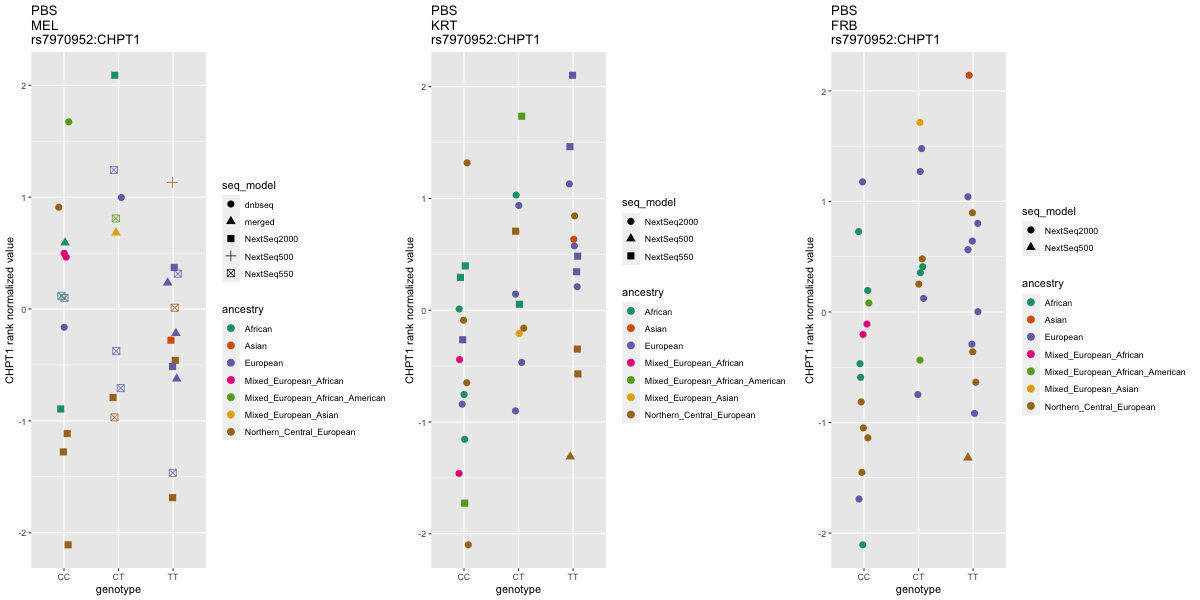 PBS
MEL
rs7970952:CHPT1
CHPT1 rank normalized value
2
1
0
-1
-2
CC
CT
TT
genotype
seq_model
dnbseq
merged
NextSeq2000
NextSeq500
NextSeq550
ancestry
African
Asian
European
Mixed_European_African
Mixed_European_African_American
Mixed_European_Asian
Northern_Central_European
PBS
KRT
rs7970952:CHPT1
CHPT1 rank normalized value
2
1
0
-1
-2
CC
CT
TT
genotype
seq_model
NextSeq2000
NextSeq500
NextSeq550
ancestry
African
Asian
European
Mixed_European_African
Mixed_European_African_American
Mixed_European_Asian
Northern_Central_European
PBS
FRB
rs7970952:CHPT1
CHPT1 rank normalized value
2
1
0
-1
-2
CC
CT
TT
genotype
seq_model
NextSeq2000
NextSeq500
ancestry
African
Asian
European
Mixed_European_African
Mixed_European_African_American
Mixed_European_Asian
Northern_Central_European